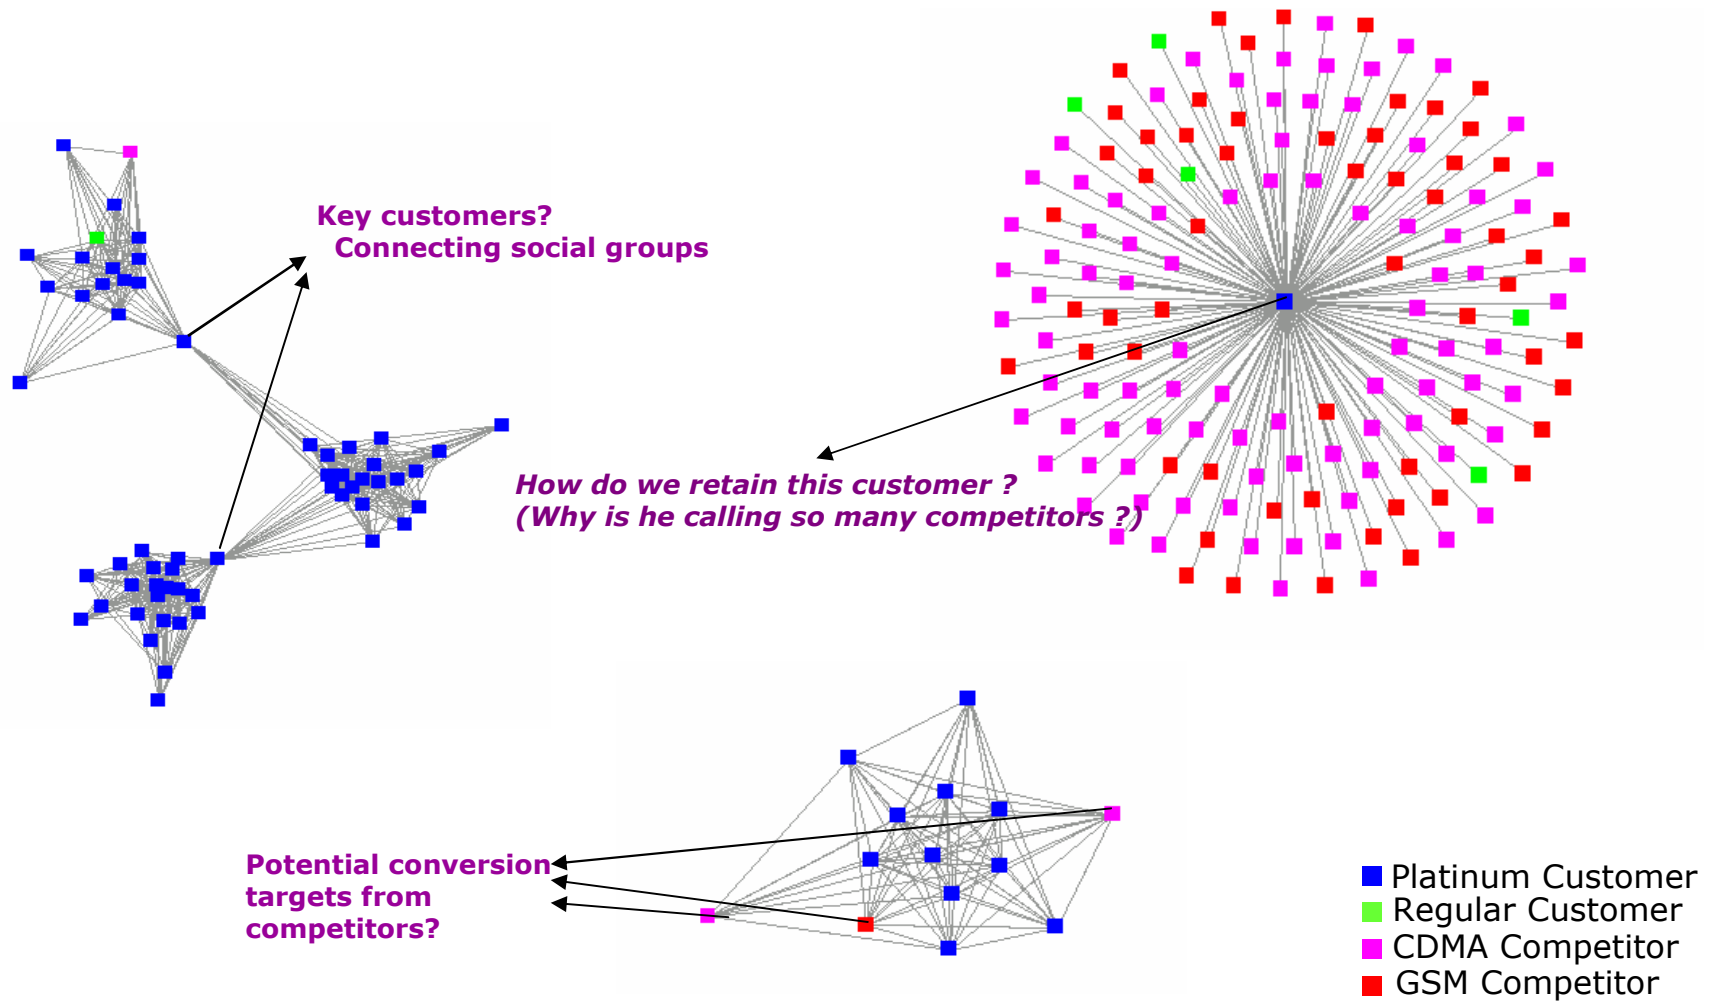 Key customers?
Connecting social groups
How do we retain this customer ?
(Why is he calling so many competitors ?)
Potential conversion
targets from
competitors?
Platinum Customer
Regular Customer
CDMA Competitor
GSM Competitor